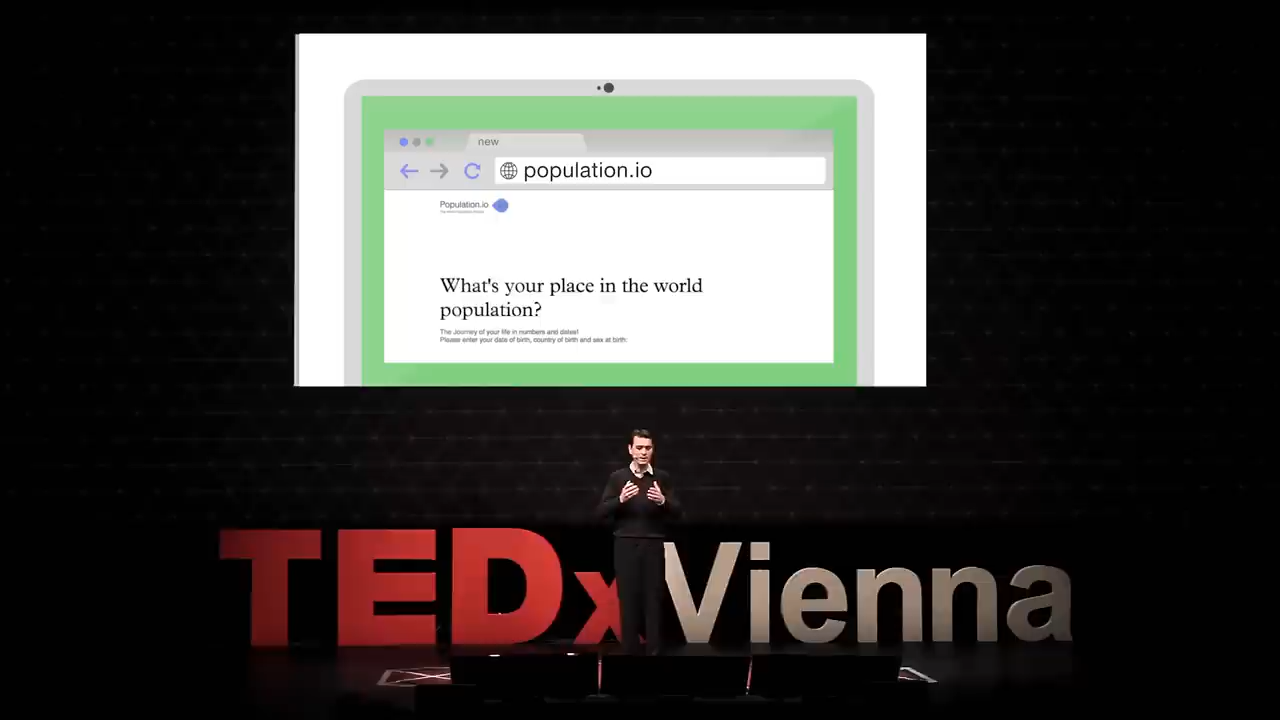 new
population.io
Population.io
What's your place in the world
population?
The Journey of your life in numbers and dates!
Please enter your date of birth, country of birth and sex at birth:
TEDxVienna